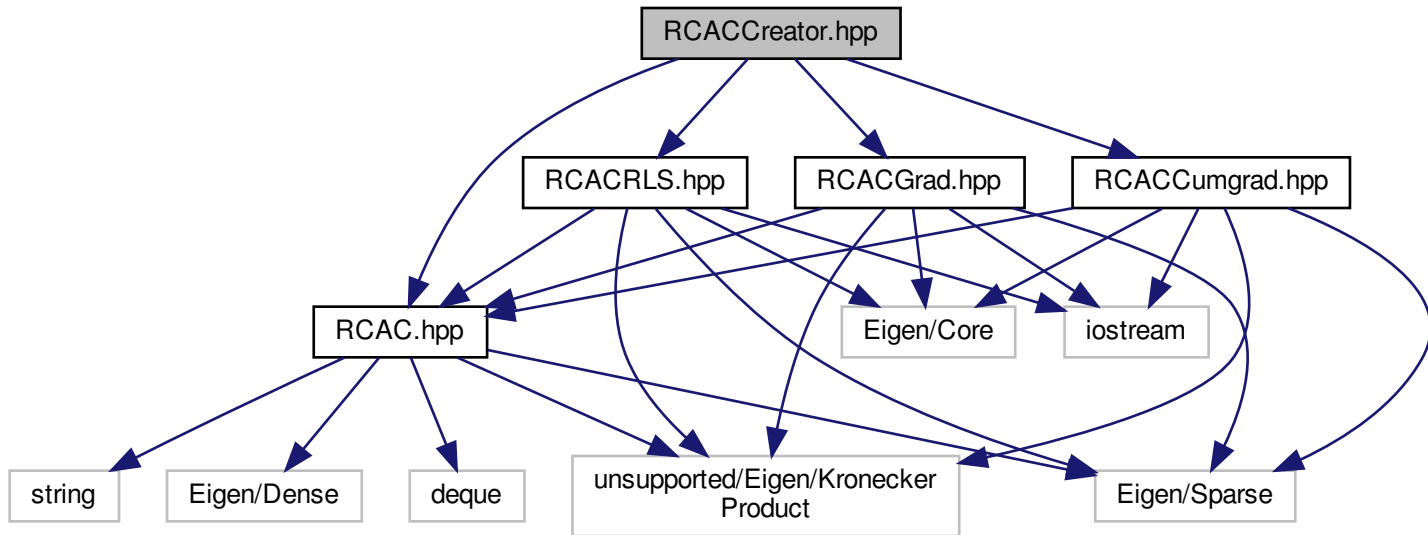 RCACCreator.hpp
RCACRLS.hpp
RCACGrad.hpp
RCACCumgrad.hpp
RCAC.hpp
Eigen/Core
iostream
string
Eigen/Dense
deque
unsupported/Eigen/Kronecker
Product
Eigen/Sparse